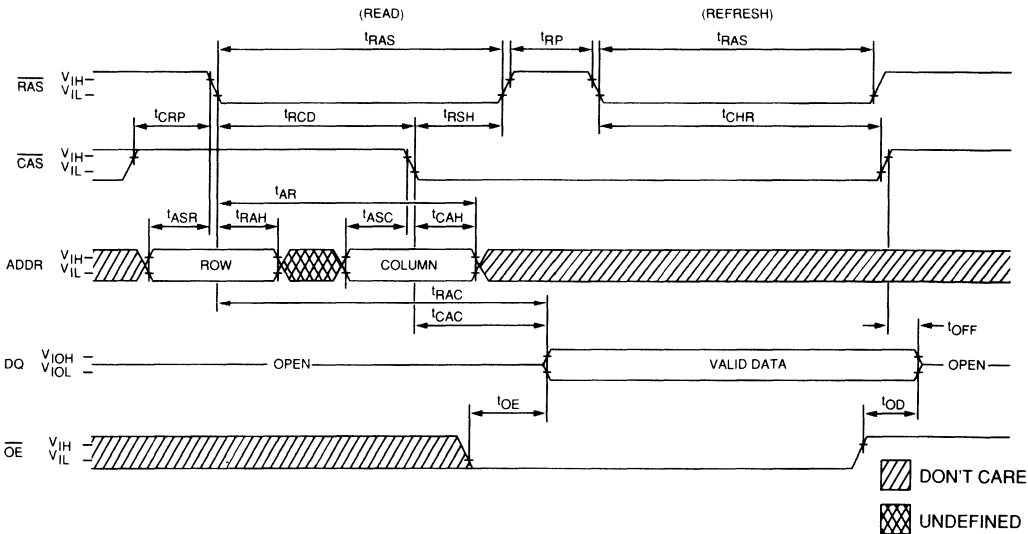 (READ) (REFRESH)
tRAS tRP tRAS
RAS VIH VIL
tCRP tRCD tRSH tCHR
CAS VIH VIL
tAR
tASR tRAH tASC tCAH
ADDR VIH VIL ROW COLUMN
tRAC
tCAC tOFF
DQ VIOH VIOL OPEN VALID DATA OPEN
tOE tOD
OE VIH VIL
DON'T CARE
UNDEFINED